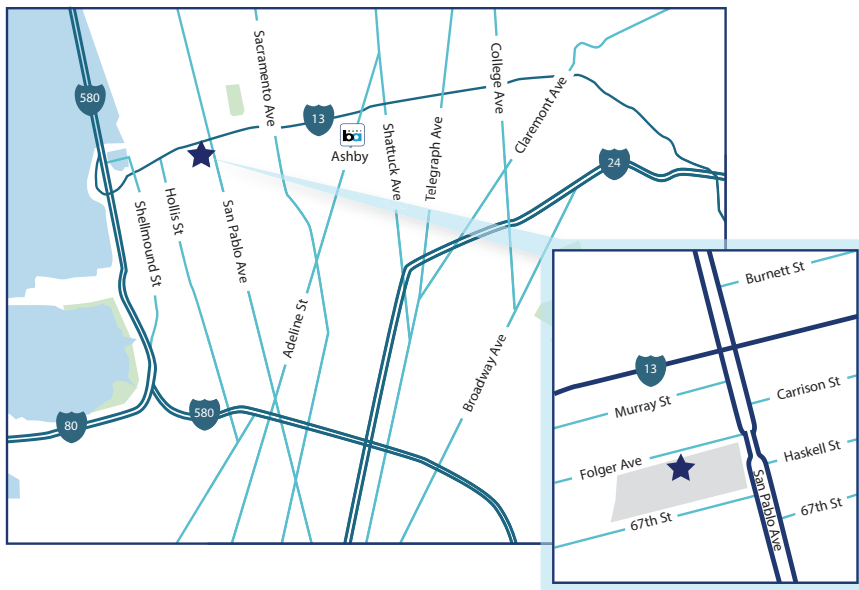 580
Sacramento Ave
13
ba
Ashby
Shattuck Ave
Telegraph Ave
College Ave
Claremont Ave
24
Shellmound St
Hollis St
San Pablo Ave
Adeline St
Broadway Ave
80
580
Burnett St
13
Murray St
Carrison St
Folger Ave
Haskell St
San Pablo Ave
67th St
67th St